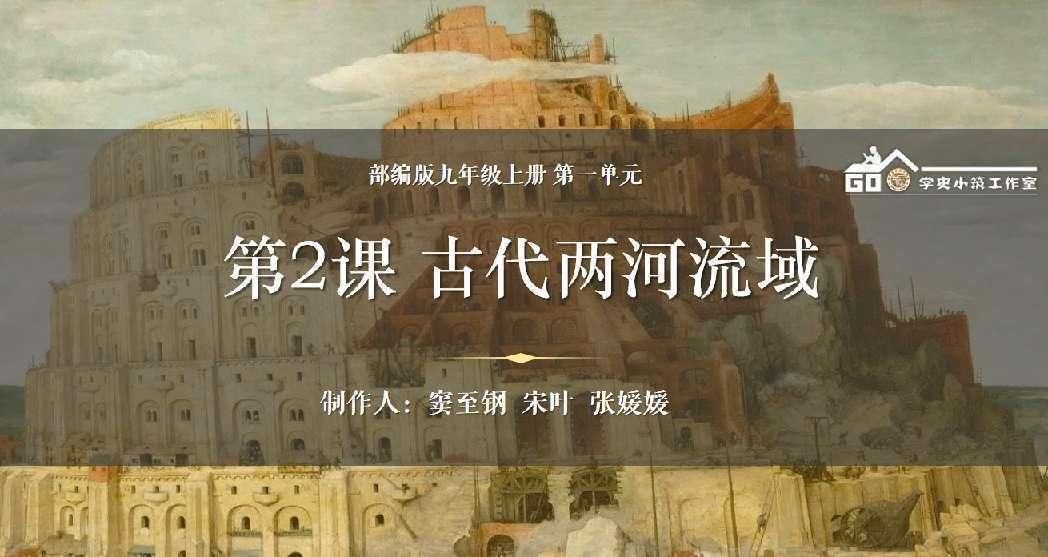 部编版九年级上册 第一单元
GO 学史小筑工作室
第2课 古代两河流域
制作人：窦至钢 宋叶 张媛媛